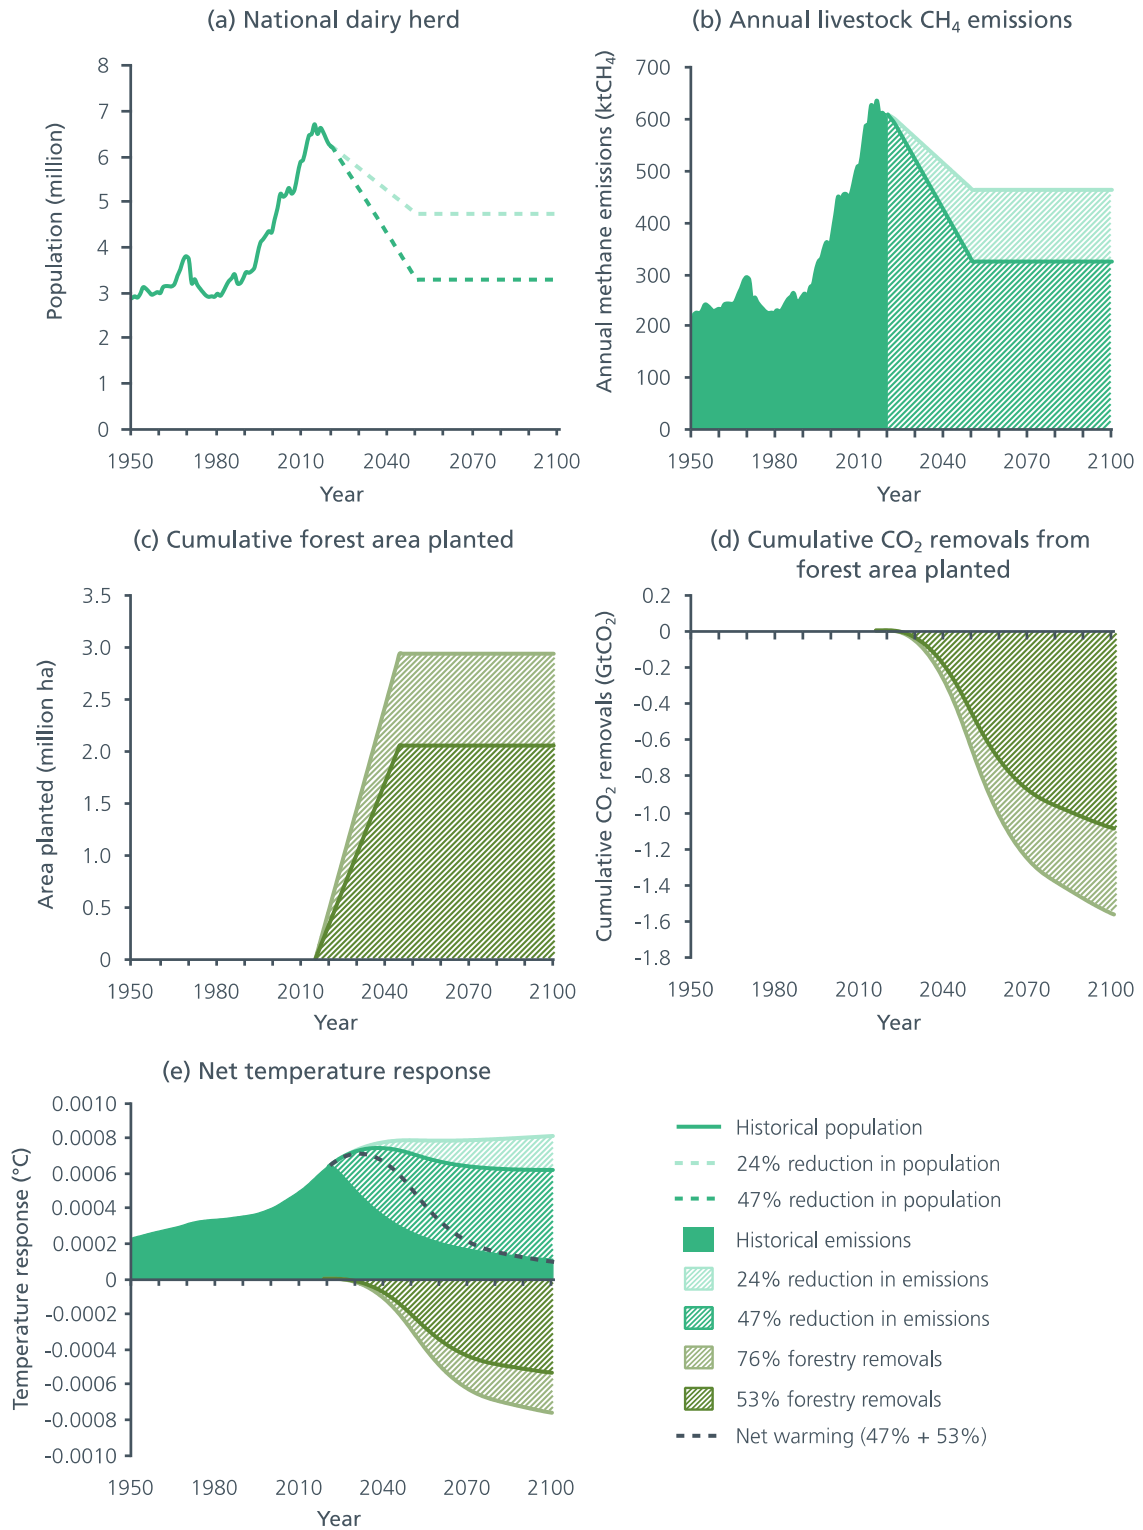 (a) National dairy herd
Population (million)
8
7
6
5
4
3
2
1
0
1950 1980 2010 2040 2070 2100
Year
(b) Annual livestock CH₄ emissions
Annual methane emissions (ktCH₄)
700
600
500
400
300
200
100
0
1950 1980 2010 2040 2070 2100
Year
(c) Cumulative forest area planted
Area planted (million ha)
3.5
3.0
2.5
2.0
1.5
1.0
0.5
0
1950 1980 2010 2040 2070 2100
Year
(d) Cumulative CO₂ removals from
forest area planted
Cumulative CO₂ removals (GtCO₂)
0.2
0
-0.2
-0.4
-0.6
-0.8
-1.0
-1.2
-1.4
-1.6
-1.8
1950 1980 2010 2040 2070 2100
Year
(e) Net temperature response
Temperature response (°C)
0.0010
0.0008
0.0006
0.0004
0.0002
0
-0.0002
-0.0004
-0.0006
-0.0008
-0.0010
1950 1980 2010 2040 2070 2100
Year
Historical population
24% reduction in population
47% reduction in population
Historical emissions
24% reduction in emissions
47% reduction in emissions
76% forestry removals
53% forestry removals
Net warming (47% + 53%)